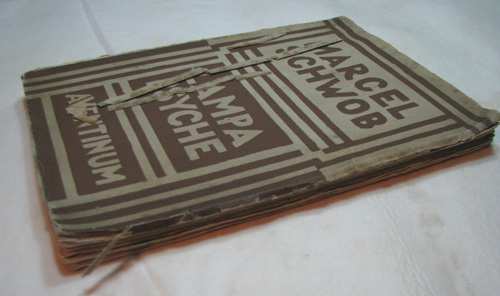 MARCEL
SCHWOB
LAMPA
PSYCHE
AVENTINUM